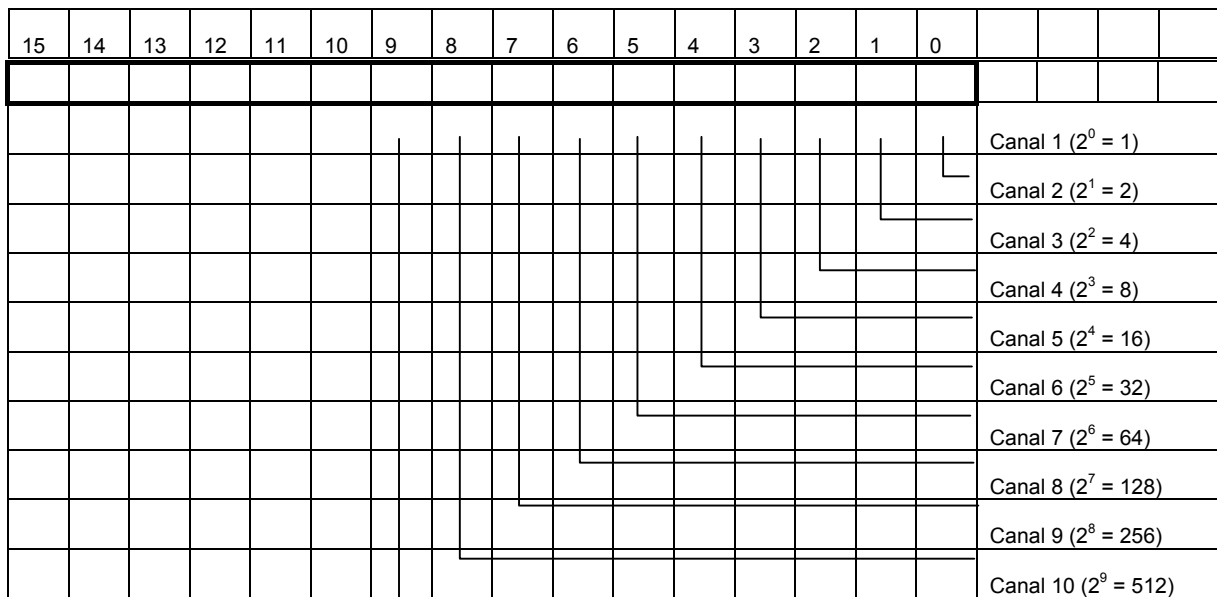 15 14 13 12 11 10 9 8 7 6 5 4 3 2 1 0
Canal 1 (2⁰ = 1)
Canal 2 (2¹ = 2)
Canal 3 (2² = 4)
Canal 4 (2³ = 8)
Canal 5 (2⁴ = 16)
Canal 6 (2⁵ = 32)
Canal 7 (2⁶ = 64)
Canal 8 (2⁷ = 128)
Canal 9 (2⁸ = 256)
Canal 10 (2⁹ = 512)